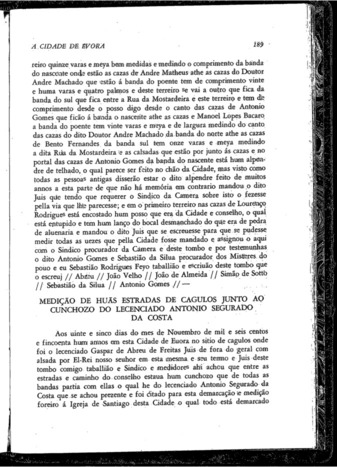 A CIDADE DE EVORA 189
reiro quinze varas e meya bem medidas e medindo o comprimento da banda
do nascente onde estão as cazas de Andre Matheus athe as cazas do Doutor
Andre Machado que estão á banda do poente tem de comprimento vinte
e huma varas e quatro palmos e deste terreiro se vai a outro que fica da
banda do sul que fica entre a Rua da Mostardeira e este terreiro e tem de
comprimento desde o posso digo desde o canto das cazas de Antonio
Gomes que ficão á banda o nascente athe as cazas e Manoel Lopes Bacaro
a banda do poente tem vinte varas e meya e de largura medindo do canto
das cazas do dito Doutor Andre Machado da banda do norte athe as cazas
de Bento Fernandes da banda sul tem onze varas e meya medindo
a dita Rua da Mostardeira e as calsadas que estão por junto ás cazas e no
portal das cazas de Antonio Gomes da banda do nascente está hum alpen-
dre de telhado, o qual parece ser feito no chão da Cidade, mas visto como
todas as pessoas antigas disserão estar o dito alpendre feito de muitos
annos a esta parte de que não há memória em contrario mandou o dito
Juis que tendo que requerer o Sindico da Camera sobre isto o fezesse
pella via que lhe parecesse; e em o primeiro terreiro nas cazas de Lourenço
Rodrigues está encostado hum posso que era da Cidade e conselho, o qual
está entupido e tem hum lanço do bocal desmanchado do que era de pedra
de aluenaria e mandou o dito Juis que se escreuesse para que se pudesse
medir todas as uezes que pella Cidade fosse mandado e assignou o aqui
com o Sindico procurador da Camera e deste tombo e por testemunhas
o dito Antonio Gomes e Sebastião da Silua procurador dos Misteres do
pouo e eu Sebastião Rodrigues Feyo taballião e escriuão deste tombo que
o escreuj // Abreu // João Velho // João de Almeida // Simão de Sotto
// Sebastião da Silua // Antonio Gomes // —
MEDIÇÃO DE HUÃS ESTRADAS DE CAGULOS JUNTO AO
CUNCHOZO DO LECENCIADO ANTONIO SEGURADO
DA COSTA
Aos uinte e sinco dias do mes de Nouembro de mil e seis centos
e sincoenta hum annos em esta Cidade de Euora no sitio de cagulos onde
foi o lecenciado Gaspar de Abreu de Freitas Juis de fora do geral com
alsada por El-Rei nosso senhor em esta mesma e seu termo e Juis deste
tombo comigo taballião e Sindico e medidores ahi achou que entre as
estradas e caminho do conselho estaua hum cunchozo que de todas as
bandas partia com ellas o qual he do lecenciado Antonio Segurado da
Costa que se achou prezente e foi citado para esta demarcação e medição
foreiro á Igreja de Santiago desta Cidade o qual todo está demarcado